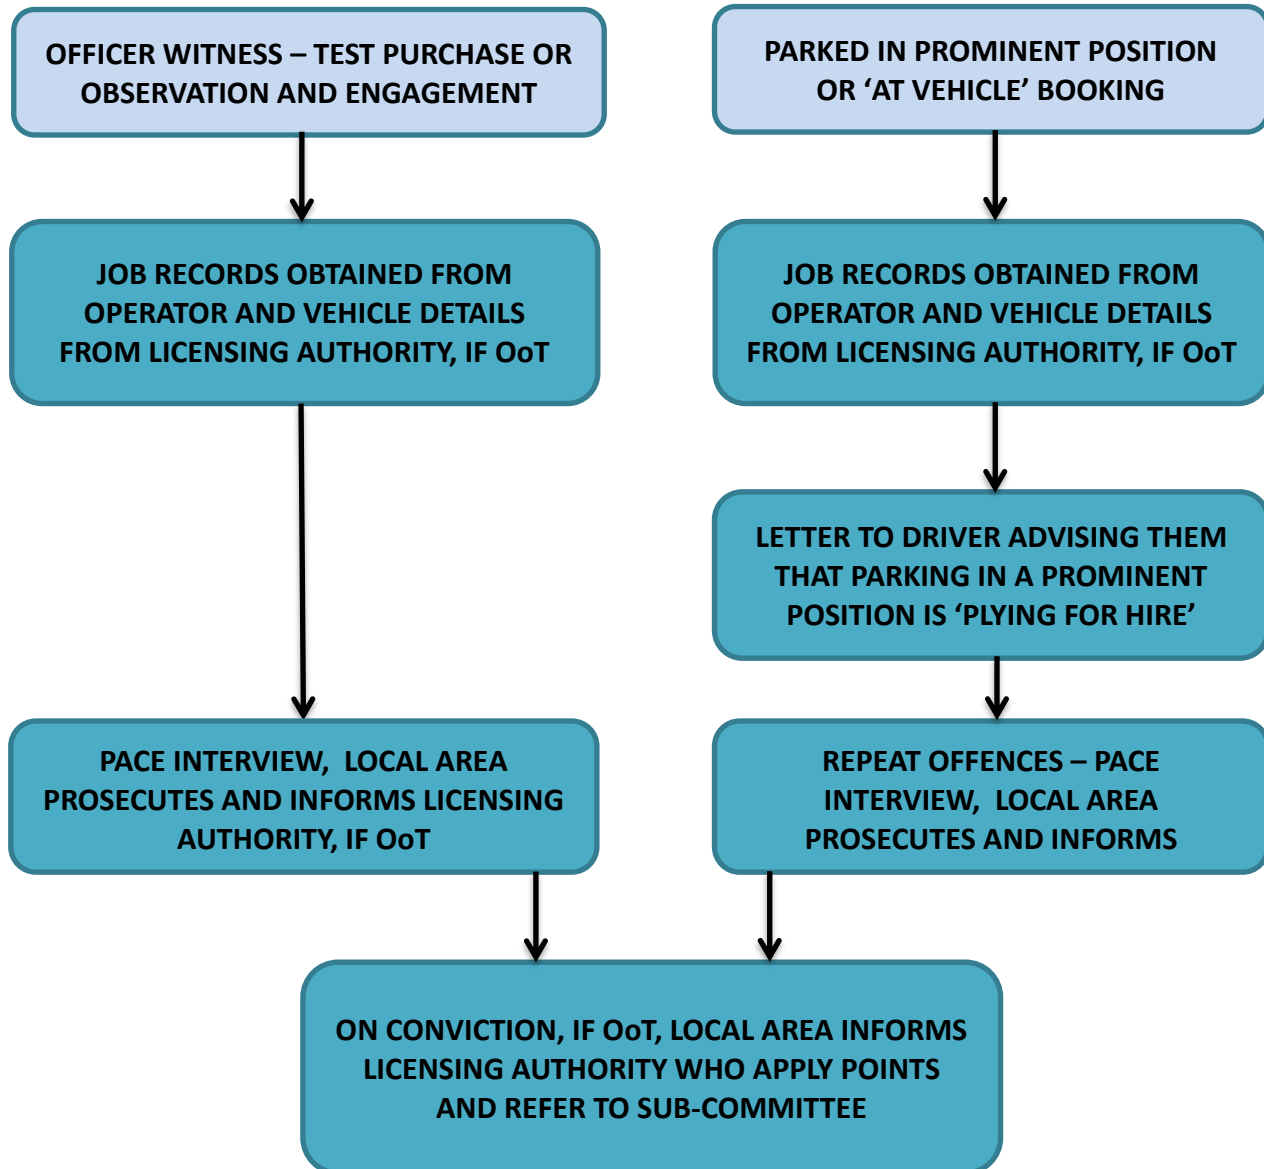 OFFICER WITNESS – TEST PURCHASE OR
OBSERVATION AND ENGAGEMENT
PARKED IN PROMINENT POSITION
OR ‘AT VEHICLE’ BOOKING
JOB RECORDS OBTAINED FROM
OPERATOR AND VEHICLE DETAILS
FROM LICENSING AUTHORITY, IF OoT
JOB RECORDS OBTAINED FROM
OPERATOR AND VEHICLE DETAILS
FROM LICENSING AUTHORITY, IF OoT
LETTER TO DRIVER ADVISING THEM
THAT PARKING IN A PROMINENT
POSITION IS ‘PLYING FOR HIRE’
PACE INTERVIEW, LOCAL AREA
PROSECUTES AND INFORMS LICENSING
AUTHORITY, IF OoT
REPEAT OFFENCES – PACE
INTERVIEW, LOCAL AREA
PROSECUTES AND INFORMS
ON CONVICTION, IF OoT, LOCAL AREA INFORMS
LICENSING AUTHORITY WHO APPLY POINTS
AND REFER TO SUB-COMMITTEE